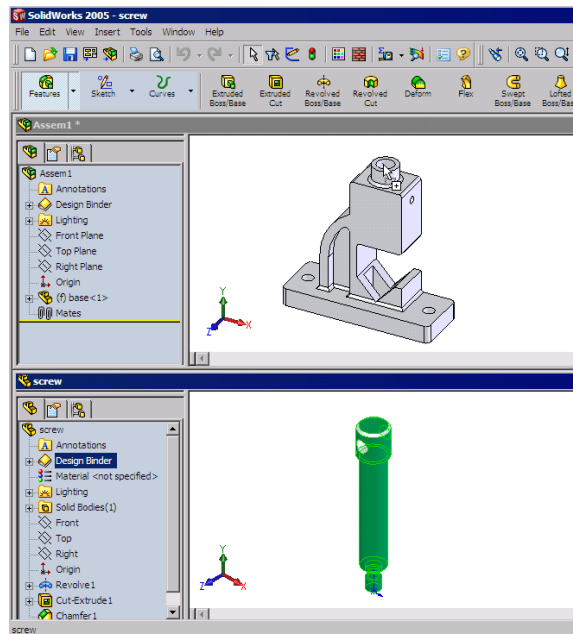 SolidWorks 2005 - screw
File Edit View Insert Tools Window Help
Features Sketch Curves Extruded Boss/Base Extruded Cut Revolved Boss/Base Revolved Cut Deform Flex Swept Boss/Base Lofted Boss/Bas
Assem1 *
Assem1
A Annotations
Design Binder
Lighting
Front Plane
Top Plane
Right Plane
Origin
(f) base<1>
Mates
Y
X
Z
screw
screw
A Annotations
Design Binder
Material <not specified>
Lighting
Solid Bodies(1)
Front
Top
Right
Origin
Revolve1
Cut-Extrude1
Chamfer1
Y
X
Z
screw